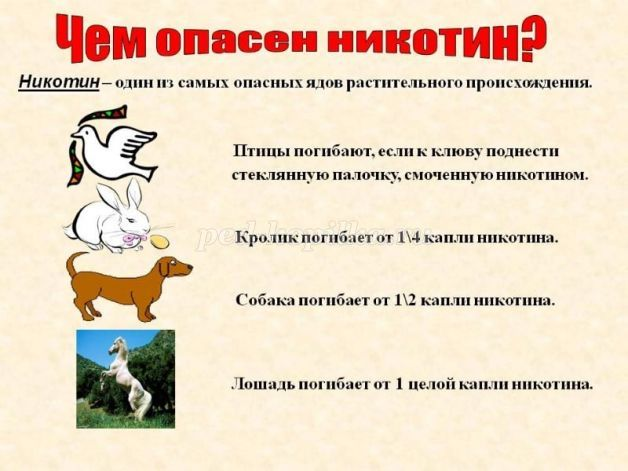 Чем опасен никотин?
Никотин – один из самых опасных ядов растительного происхождения.
Птицы погибают, если к клюву поднести
стеклянную палочку, смоченную никотином.
Кролик погибает от 1\4 капли никотина.
Собака погибает от 1\2 капли никотина.
Лошадь погибает от 1 целой капли никотина.